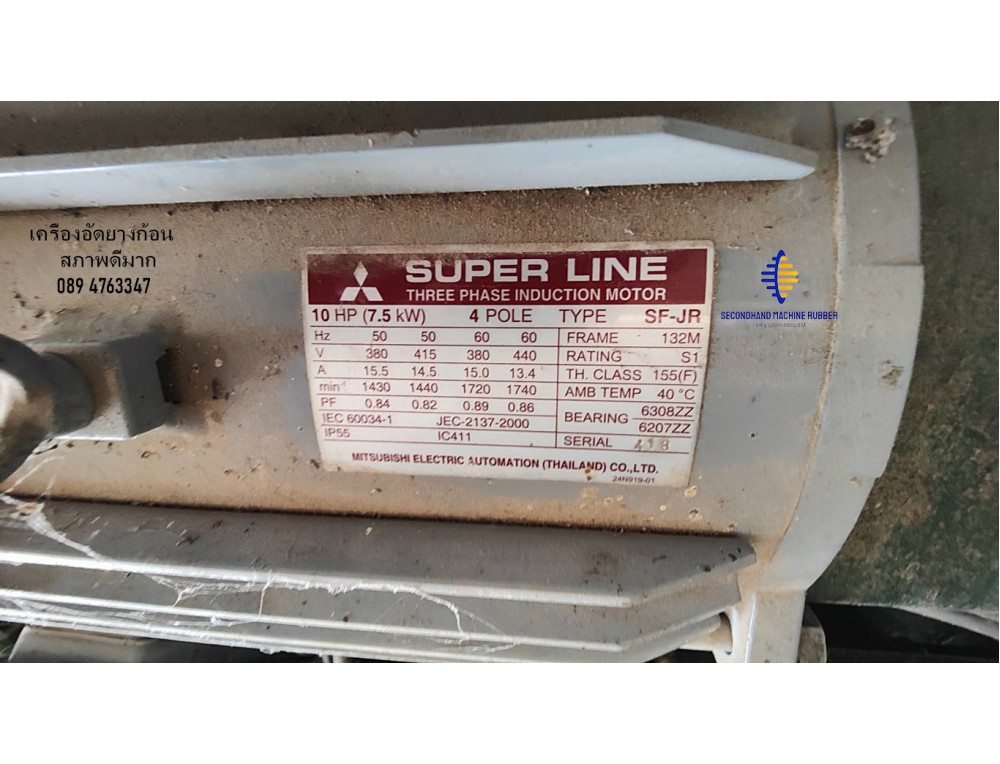 เครื่องอัดยางก้อน
สภาพดีมาก
089 4763347
SUPER LINE
THREE PHASE INDUCTION MOTOR
10 HP (7.5 kW) 4 POLE TYPE SF-JR
Hz 50 50 60 60 FRAME 132M
V 380 415 380 440 RATING S1
A 15.5 14.5 15.0 13.4 TH. CLASS 155(F)
min⁻¹ 1430 1440 1720 1740 AMB TEMP 40 °C
PF 0.84 0.82 0.89 0.86 BEARING 6308ZZ
IEC 60034-1 JEC-2137-2000 6207ZZ
IP55 IC411 SERIAL 418
MITSUBISHI ELECTRIC AUTOMATION (THAILAND) CO.,LTD.
24N919-01
SECONDHAND MACHINE RUBBER